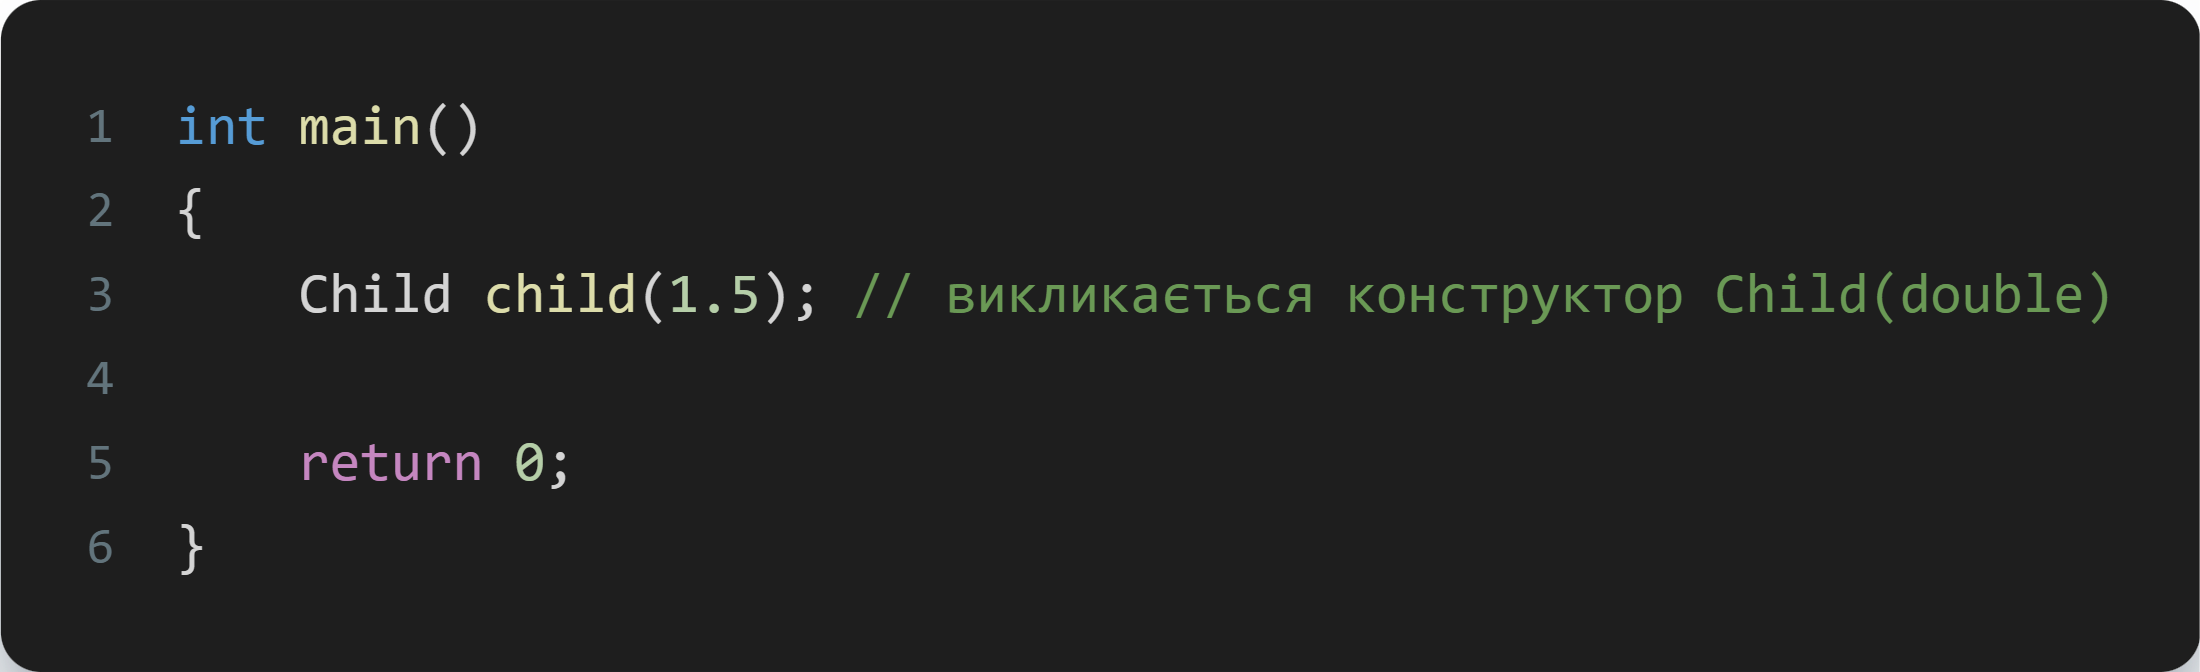 1 int main()
2 {
3     Child child(1.5); // викликається конструктор Child(double)
4
5     return 0;
6 }